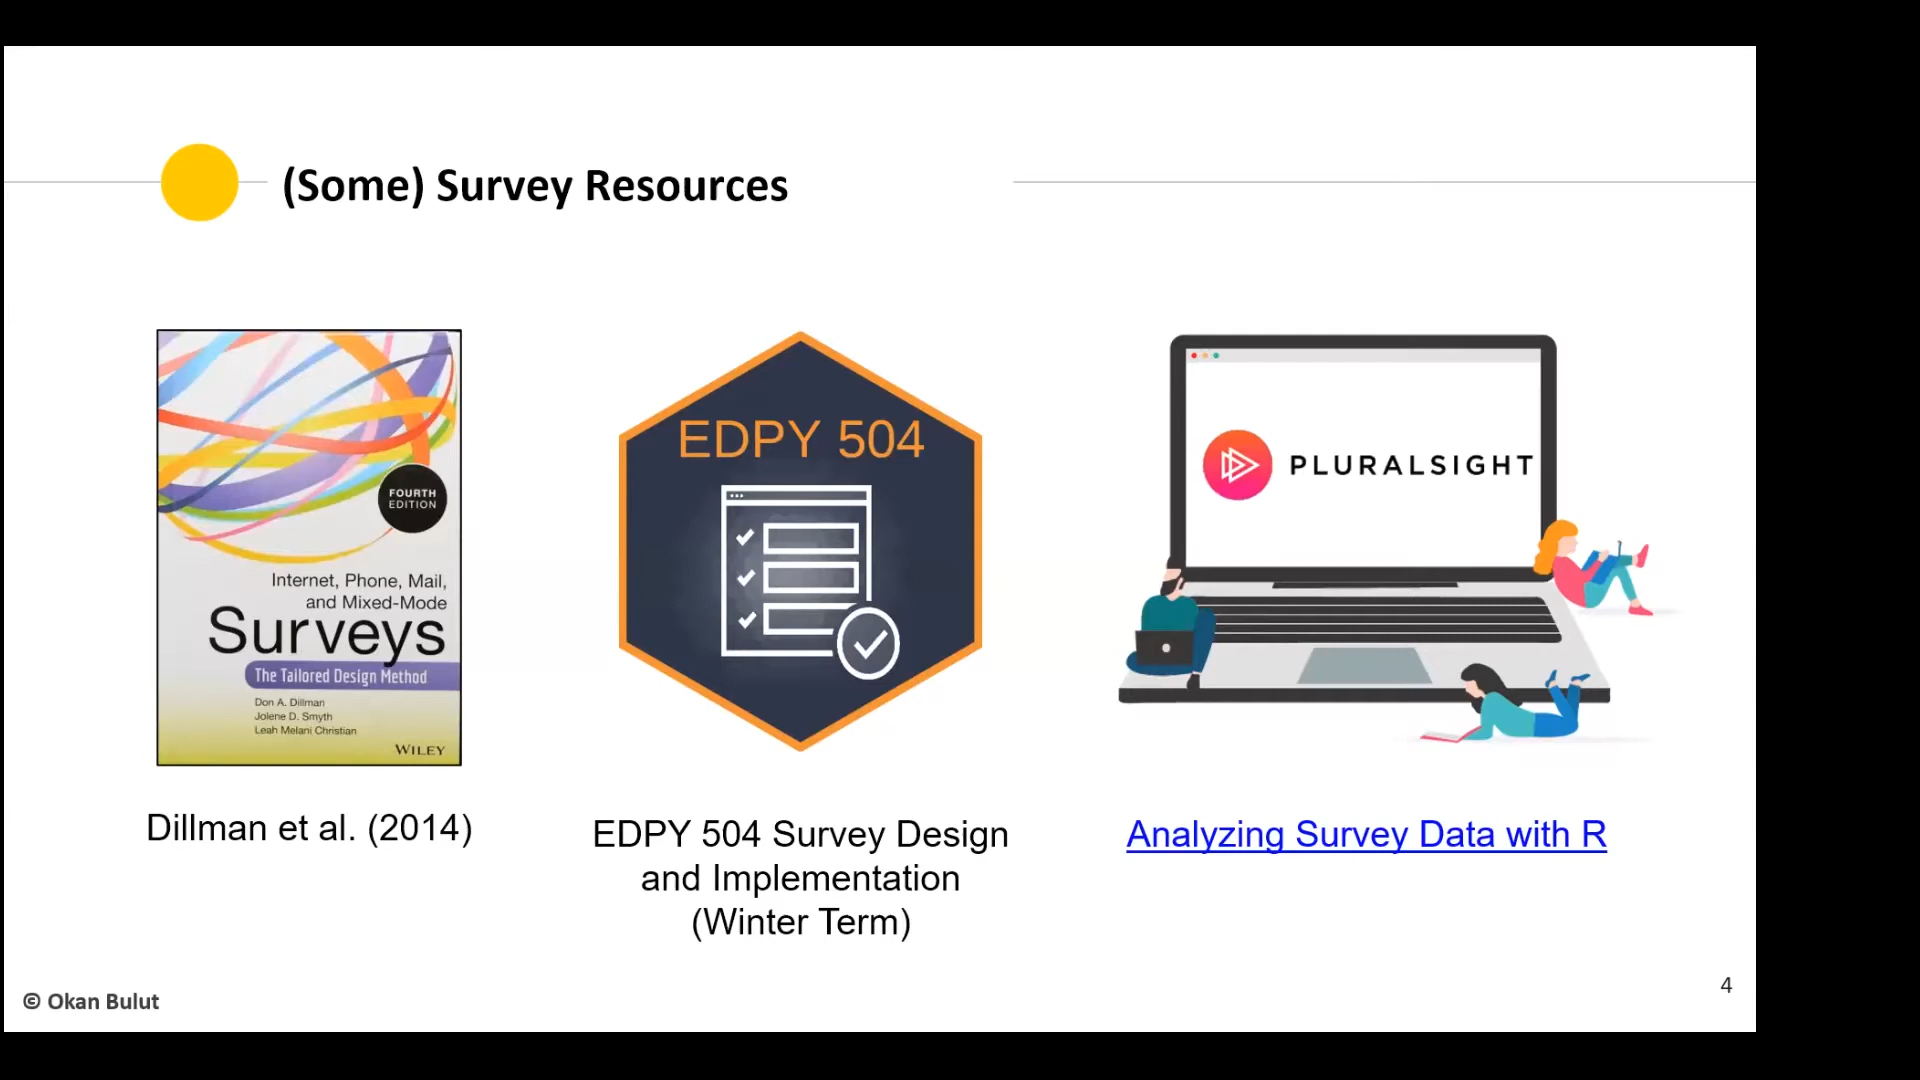 (Some) Survey Resources
FOURTH
EDITION
Internet, Phone, Mail,
and Mixed-Mode
Surveys
The Tailored Design Method
Don A. Dillman
Jolene D. Smyth
Leah Melani Christian
WILEY
Dillman et al. (2014)
EDPY 504
EDPY 504 Survey Design
and Implementation
(Winter Term)
PLURALSIGHT
Analyzing Survey Data with R
© Okan Bulut
4